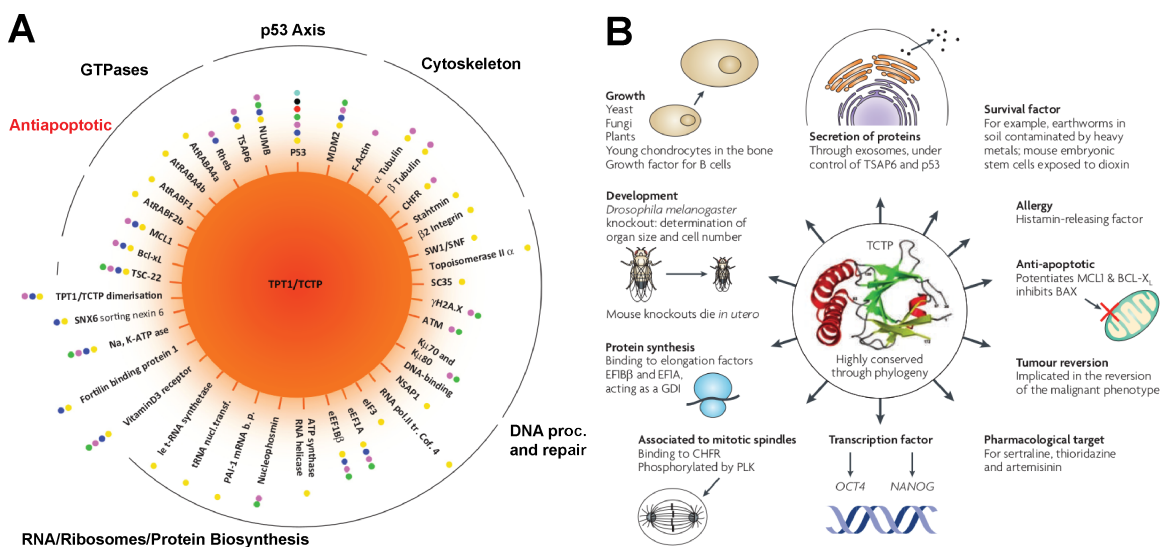 A
p53 Axis
GTPases
Cytoskeleton
Antiapoptotic
DNA proc.
and repair
RNA/Ribosomes/Protein Biosynthesis
TPT1/TCTP
P53
MDM2
F-Actin
α Tubulin
β Tubulin
CHFR
Stahtmin
β2 Integrin
SW1/SNF
Topoisomerase II α
SC35
γH2A.X
ATM
Kμ70 and
Kμ80
DNA-binding
NSAP1
RNA pol.II tr. Cof. 4
eIF3
eEF1A
eEF1Bβ
ATP synthase
RNA helicase
Nucleophosmin
PAI-1 mRNA b. p.
tRNA nucl.transf.
le t-RNA synthetase
VitaminD3 receptor
Fortilin binding protein 1
Na, K-ATP ase
SNX6 sorting nexin 6
TPT1/TCTP dimerisation
TSC-22
Bcl-xL
MCL1
AtRABF2b
AtRABF1
AtRABA4b
AtRABA4a
Rheb
TSAP6
NUMB
B
Growth
Yeast
Fungi
Plants
Young chondrocytes in the bone
Growth factor for B cells
Secretion of proteins
Through exosomes, under
control of TSAP6 and p53
Survival factor
For example, earthworms in
soil contaminated by heavy
metals; mouse embryonic
stem cells exposed to dioxin
Development
Drosophila melanogaster
knockout: determination of
organ size and cell number
Mouse knockouts die in utero
TCTP
Highly conserved
through phylogeny
Allergy
Histamin-releasing factor
Anti-apoptotic
Potentiates MCL1 & BCL-XL
inhibits BAX
Protein synthesis
Binding to elongation factors
EFIBβ and EFIA,
acting as a GDI
Tumour reversion
Implicated in the reversion
of the malignant phenotype
Associated to mitotic spindles
Binding to CHFR
Phosphorylated by PLK
Transcription factor
OCT4 NANOG
Pharmacological target
For sertraline, thioridazine
and artemisinin